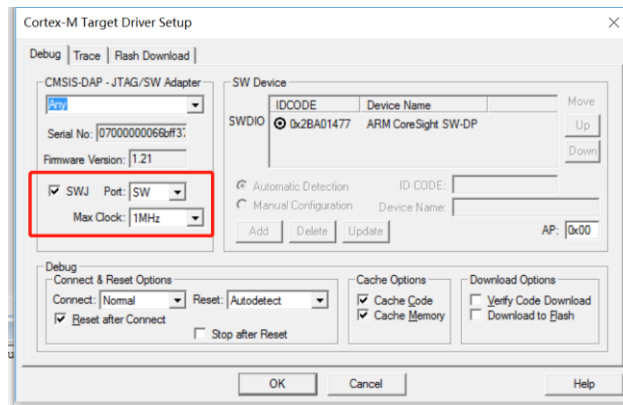 Cortex-M Target Driver Setup
Debug Trace Flash Download
CMSIS-DAP - JTAG/SW Adapter
Any
Serial No:
Firmware Version: 1.21
SWJ Port: SW
Max Clock: 1MHz
SW Device
IDCODE Device Name
SWDIO 0x2BA01477 ARM CoreSight SW-DP
Move
Up
Down
Automatic Detection ID CODE:
Manual Configuration Device Name:
Add Delete Update AP: 0x00
Debug
Connect & Reset Options
Connect: Normal Reset: Autodetect
Reset after Connect
Stop after Reset
Cache Options
Cache Code
Cache Memory
Download Options
Verify Code Download
Download to Flash
OK Cancel Help